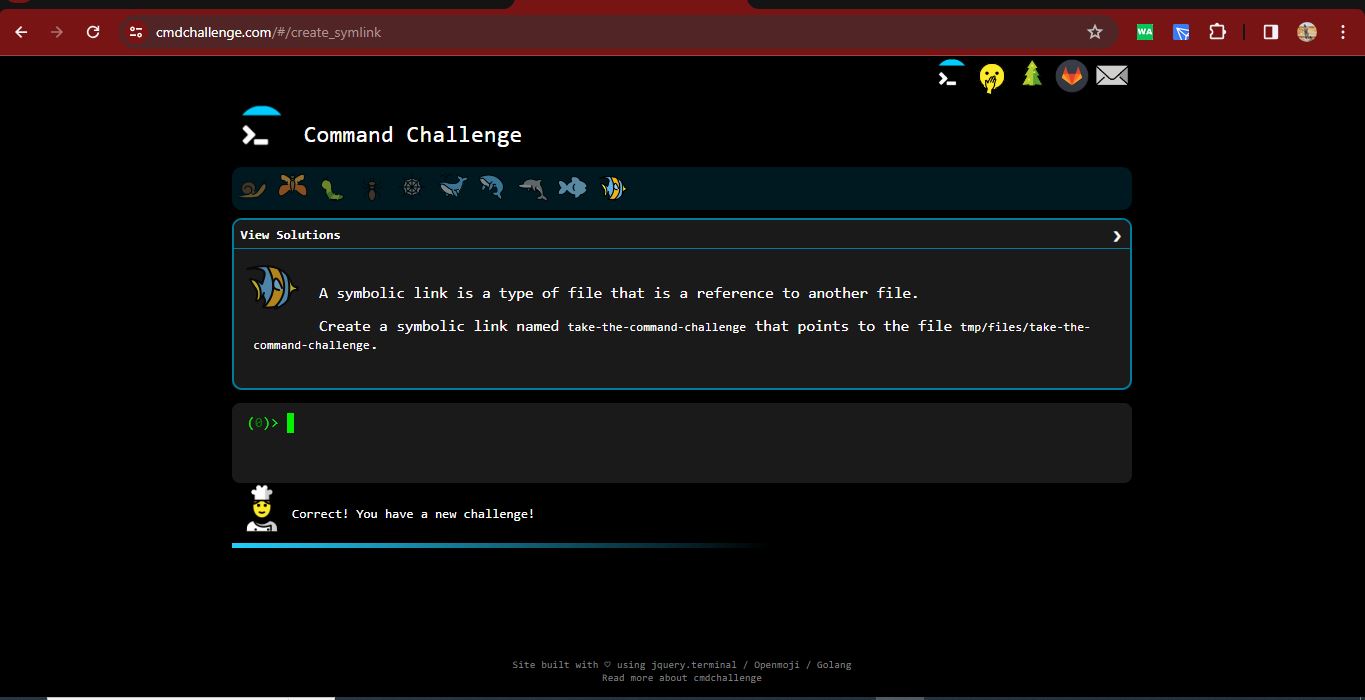 cmdchallenge.com/#/create_symlink
WA
Command Challenge
View Solutions
A symbolic link is a type of file that is a reference to another file.
Create a symbolic link named take-the-command-challenge that points to the file tmp/files/take-the-
command-challenge.
(0)>
Correct! You have a new challenge!
Site built with ♡ using jquery.terminal / Openmoji / Golang
Read more about cmdchallenge